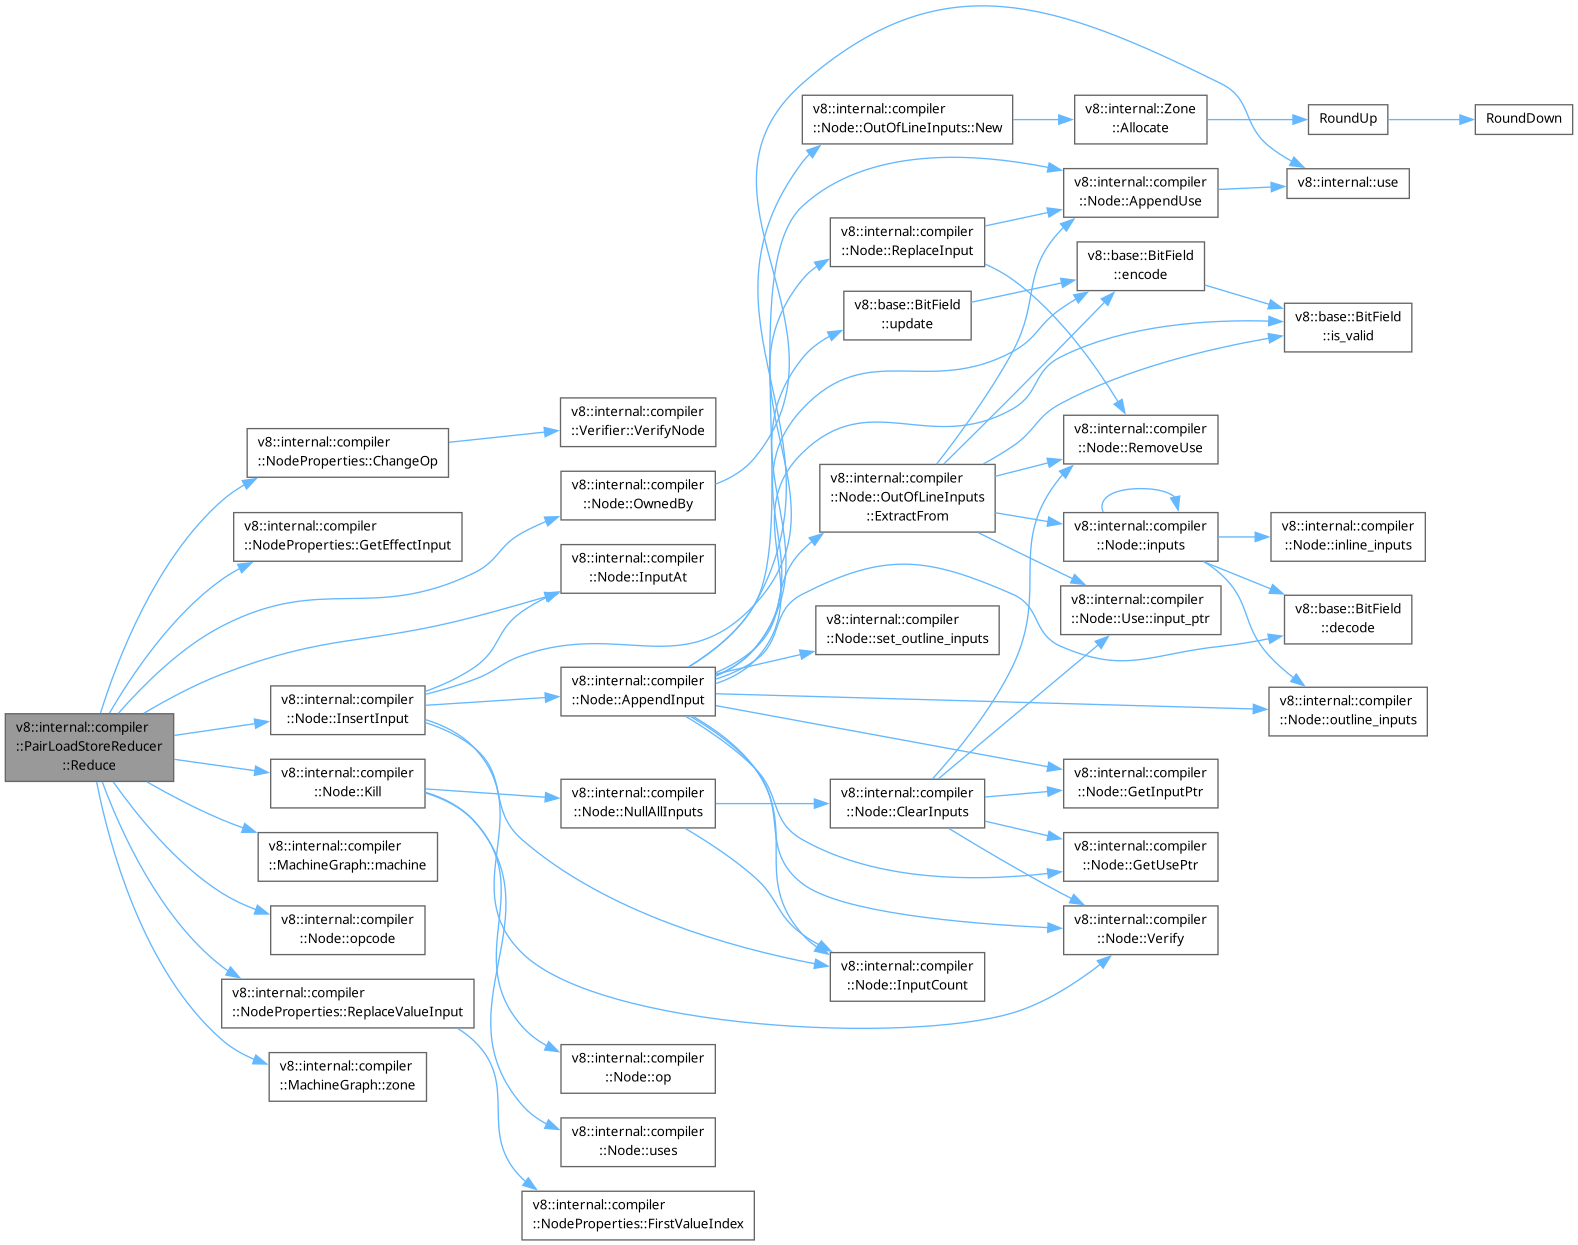 v8::internal::compiler
::PairLoadStoreReducer
::Reduce
v8::internal::compiler
::NodeProperties::ChangeOp
v8::internal::compiler
::NodeProperties::GetEffectInput
v8::internal::compiler
::Node::InsertInput
v8::internal::compiler
::Node::Kill
v8::internal::compiler
::MachineGraph::machine
v8::internal::compiler
::Node::opcode
v8::internal::compiler
::NodeProperties::ReplaceValueInput
v8::internal::compiler
::MachineGraph::zone
v8::internal::compiler
::Verifier::VerifyNode
v8::internal::compiler
::Node::OwnedBy
v8::internal::compiler
::Node::InputAt
v8::internal::compiler
::Node::AppendInput
v8::internal::compiler
::Node::NullAllInputs
v8::internal::compiler
::Node::op
v8::internal::compiler
::Node::uses
v8::internal::compiler
::NodeProperties::FirstValueIndex
v8::internal::compiler
::Node::OutOfLineInputs::New
v8::internal::compiler
::Node::ReplaceInput
v8::base::BitField
::update
v8::internal::compiler
::Node::OutOfLineInputs
::ExtractFrom
v8::internal::compiler
::Node::set_outline_inputs
v8::internal::compiler
::Node::ClearInputs
v8::internal::compiler
::Node::InputCount
v8::internal::Zone
::Allocate
v8::internal::compiler
::Node::AppendUse
v8::base::BitField
::encode
v8::internal::compiler
::Node::RemoveUse
v8::internal::compiler
::Node::inputs
v8::internal::compiler
::Node::Use::input_ptr
v8::internal::compiler
::Node::GetInputPtr
v8::internal::compiler
::Node::GetUsePtr
v8::internal::compiler
::Node::Verify
RoundUp
v8::internal::use
v8::base::BitField
::is_valid
v8::internal::compiler
::Node::inline_inputs
v8::base::BitField
::decode
v8::internal::compiler
::Node::outline_inputs
RoundDown